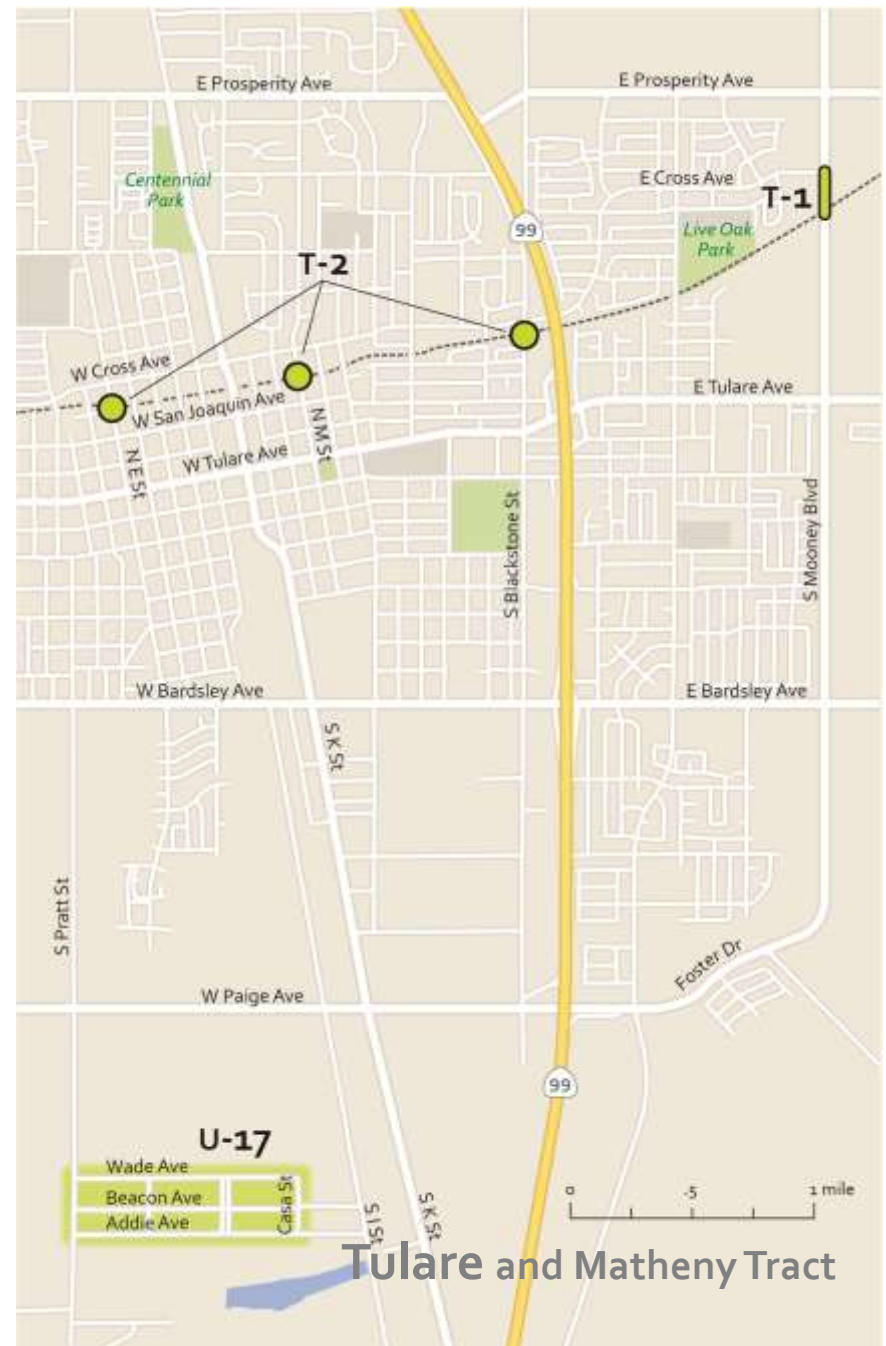 E Prosperity Ave
E Prosperity Ave
Centennial
Park
E Cross Ave
T-1
99
Live Oak
Park
T-2
W Cross Ave
E Tulare Ave
W San Joaquin Ave
N M St
W Tulare Ave
N E St
S Blackstone St
S Mooney Blvd
W Bardsley Ave
E Bardsley Ave
S K St
S Pratt St
Foster Dr
W Paige Ave
99
U-17
Wade Ave
Beacon Ave
Addie Ave
Casa St
S I St
S K St
0 .5 1 mile
Tulare and Matheny Tract